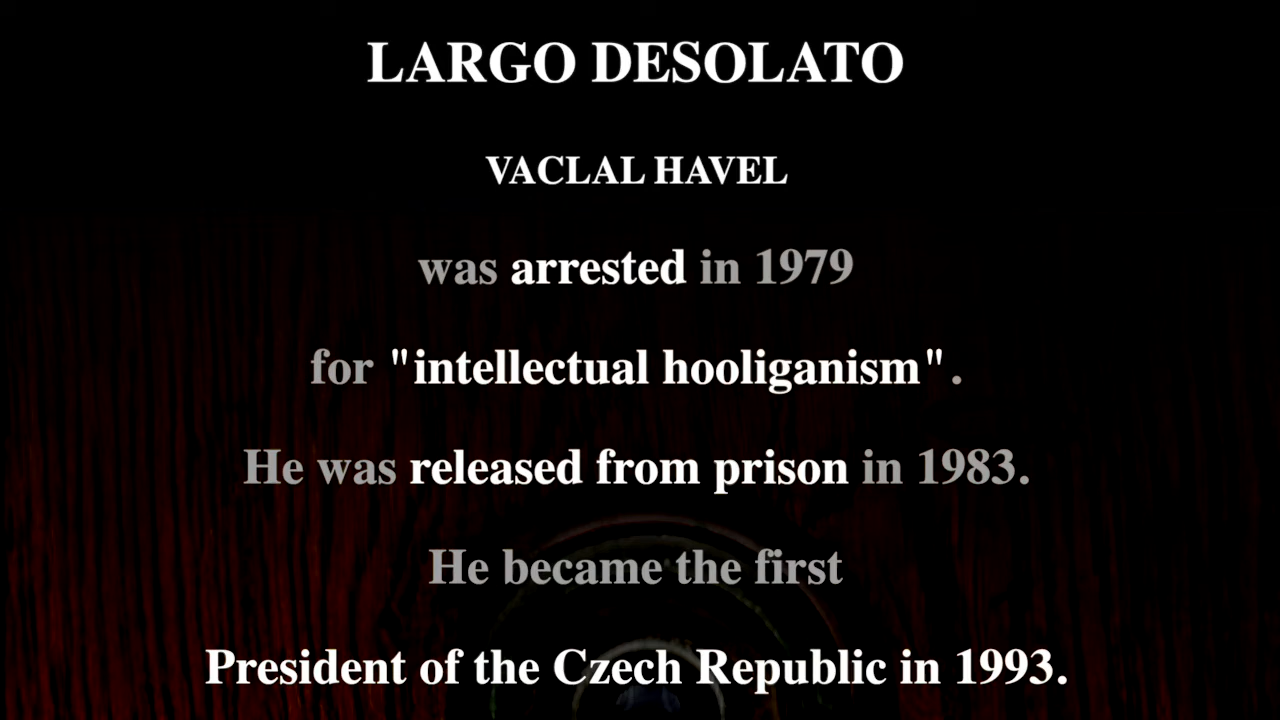 LARGO DESOLATO
VACLAL HAVEL
was arrested in 1979
for "intellectual hooliganism".
He was released from prison in 1983.
He became the first
President of the Czech Republic in 1993.